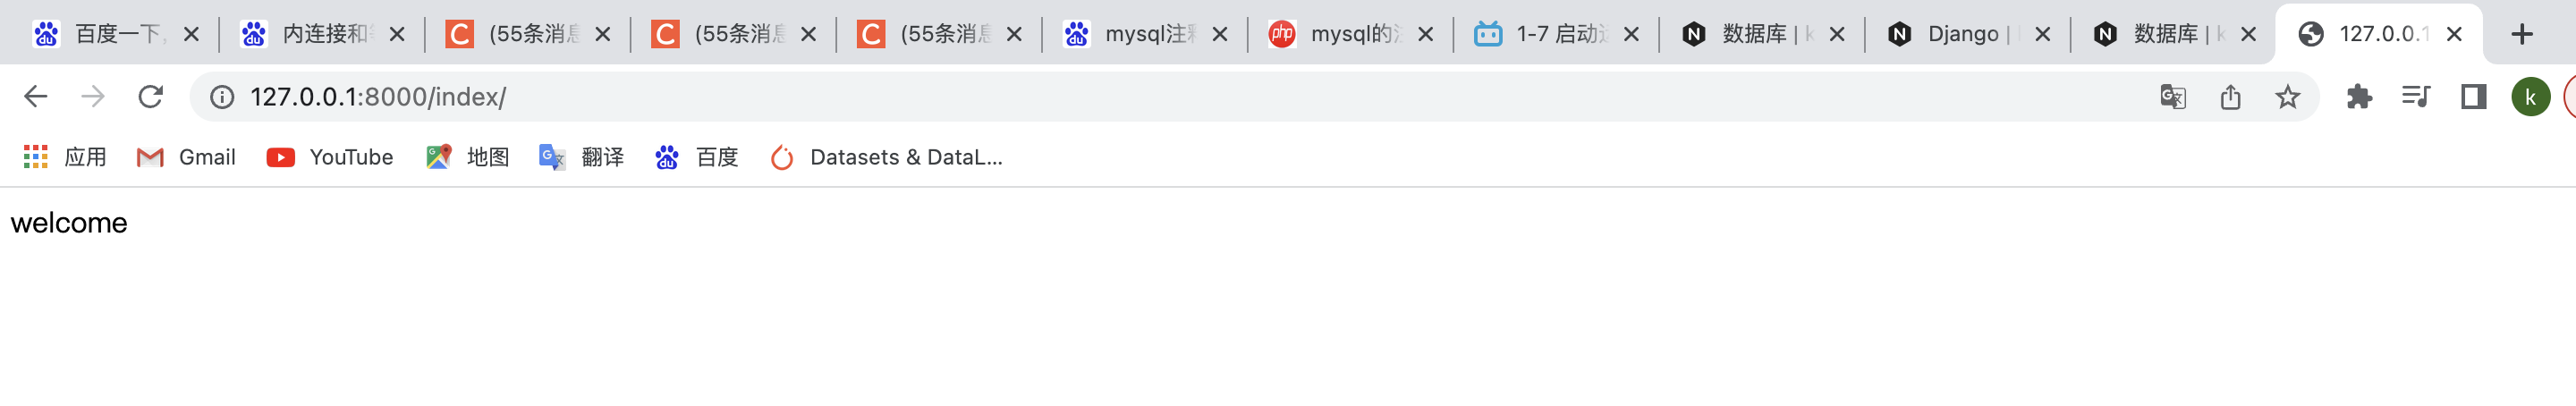 百度一下, 内连接和 (55条消息 (55条消息 (55条消息 mysql注释 mysql的 1-7 启动 数据库 | k Django | 数据库 | k 127.0.0.1
127.0.0.1:8000/index/ k
应用 Gmail YouTube 地图 翻译 百度 Datasets & DataL...
welcome